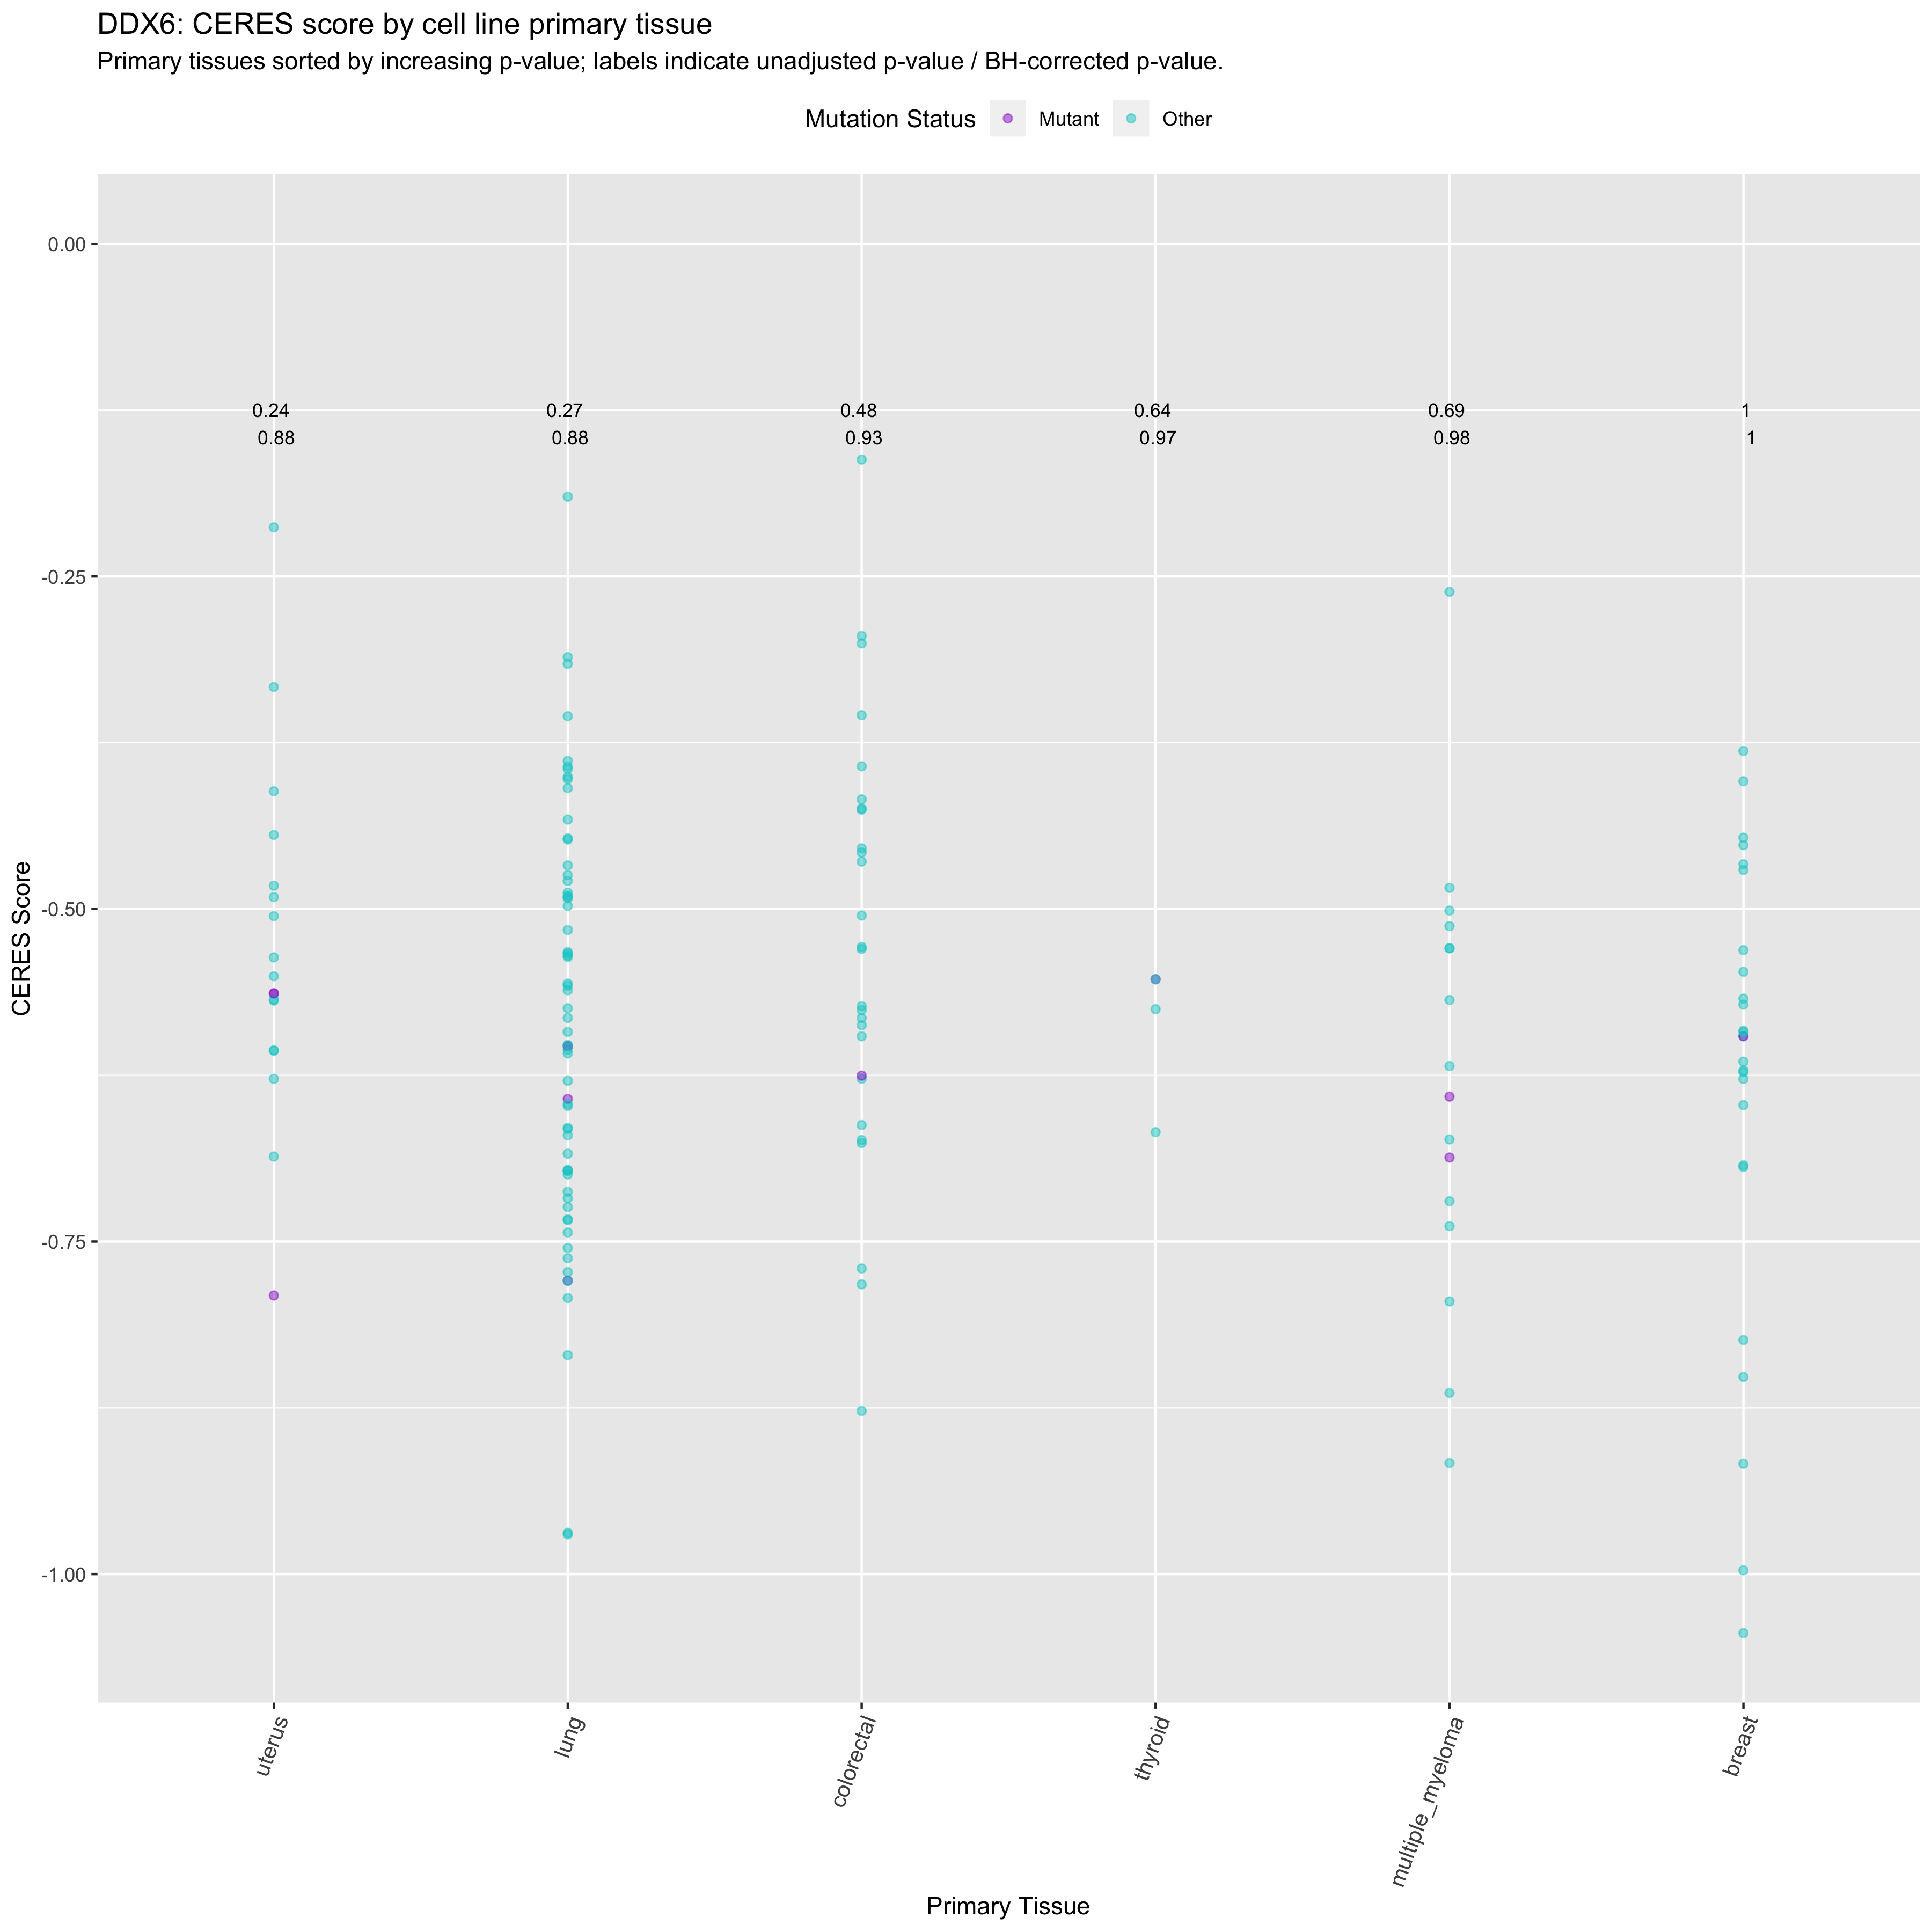 DDX6: CERES score by cell line primary tissue
Primary tissues sorted by increasing p-value; labels indicate unadjusted p-value / BH-corrected p-value.
Mutation Status Mutant Other
0.00
0.24 0.27 0.48 0.64 0.69 1
0.88 0.88 0.93 0.97 0.98 1
-0.25
-0.50
CERES Score
-0.75
-1.00
uterus lung colorectal thyroid multiple_myeloma breast
Primary Tissue